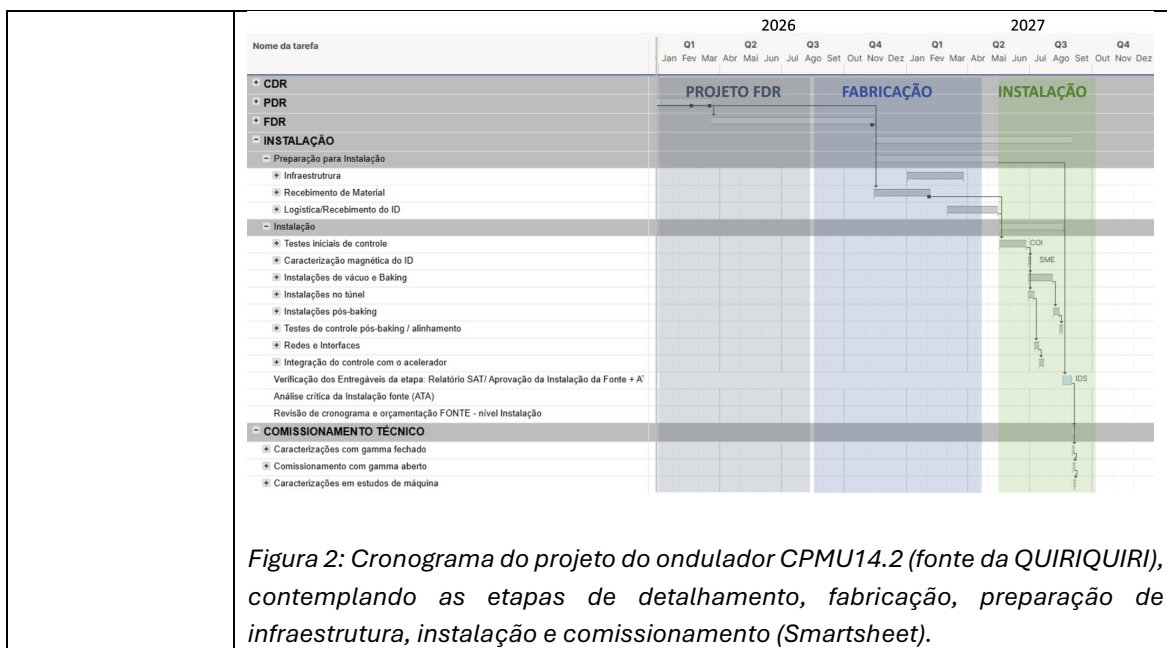 2026 2027
Nome da tarefa
Q1 Q2 Q3 Q4 Q1 Q2 Q3 Q4
Jan Fev Mar Abr Mai Jun Jul Ago Set Out Nov Dez Jan Fev Mar Abr Mai Jun Jul Ago Set Out Nov Dez
CDR
PROJETO FDR FABRICAÇÃO INSTALAÇÃO
PDR
FDR
INSTALAÇÃO
Preparação para Instalação
Infraestrutrura
Recebimento de Material
Logística/Recebimento do ID
Instalação
Testes iniciais de controle COI
Caracterização magnética do ID SME
Instalações de vácuo e Baking
Instalações no túnel
Instalações pós-baking
Testes de controle pós-baking / alinhamento
Redes e Interfaces
Integração do controle com o acelerador
Verificação dos Entregáveis da etapa: Relatório SAT/ Aprovação da Instalação da Fonte + A IDS
Análise crítica da Instalação fonte (ATA)
Revisão de cronograma e orçamentação FONTE - nível Instalação
COMISSIONAMENTO TÉCNICO
Caracterizações com gamma fechado
Comissionamento com gamma aberto
Caracterizações em estudos de máquina
Figura 2: Cronograma do projeto do ondulador CPMU14.2 (fonte da QUIRIQUIRI),
contemplando as etapas de detalhamento, fabricação, preparação de
infraestrutura, instalação e comissionamento (Smartsheet).